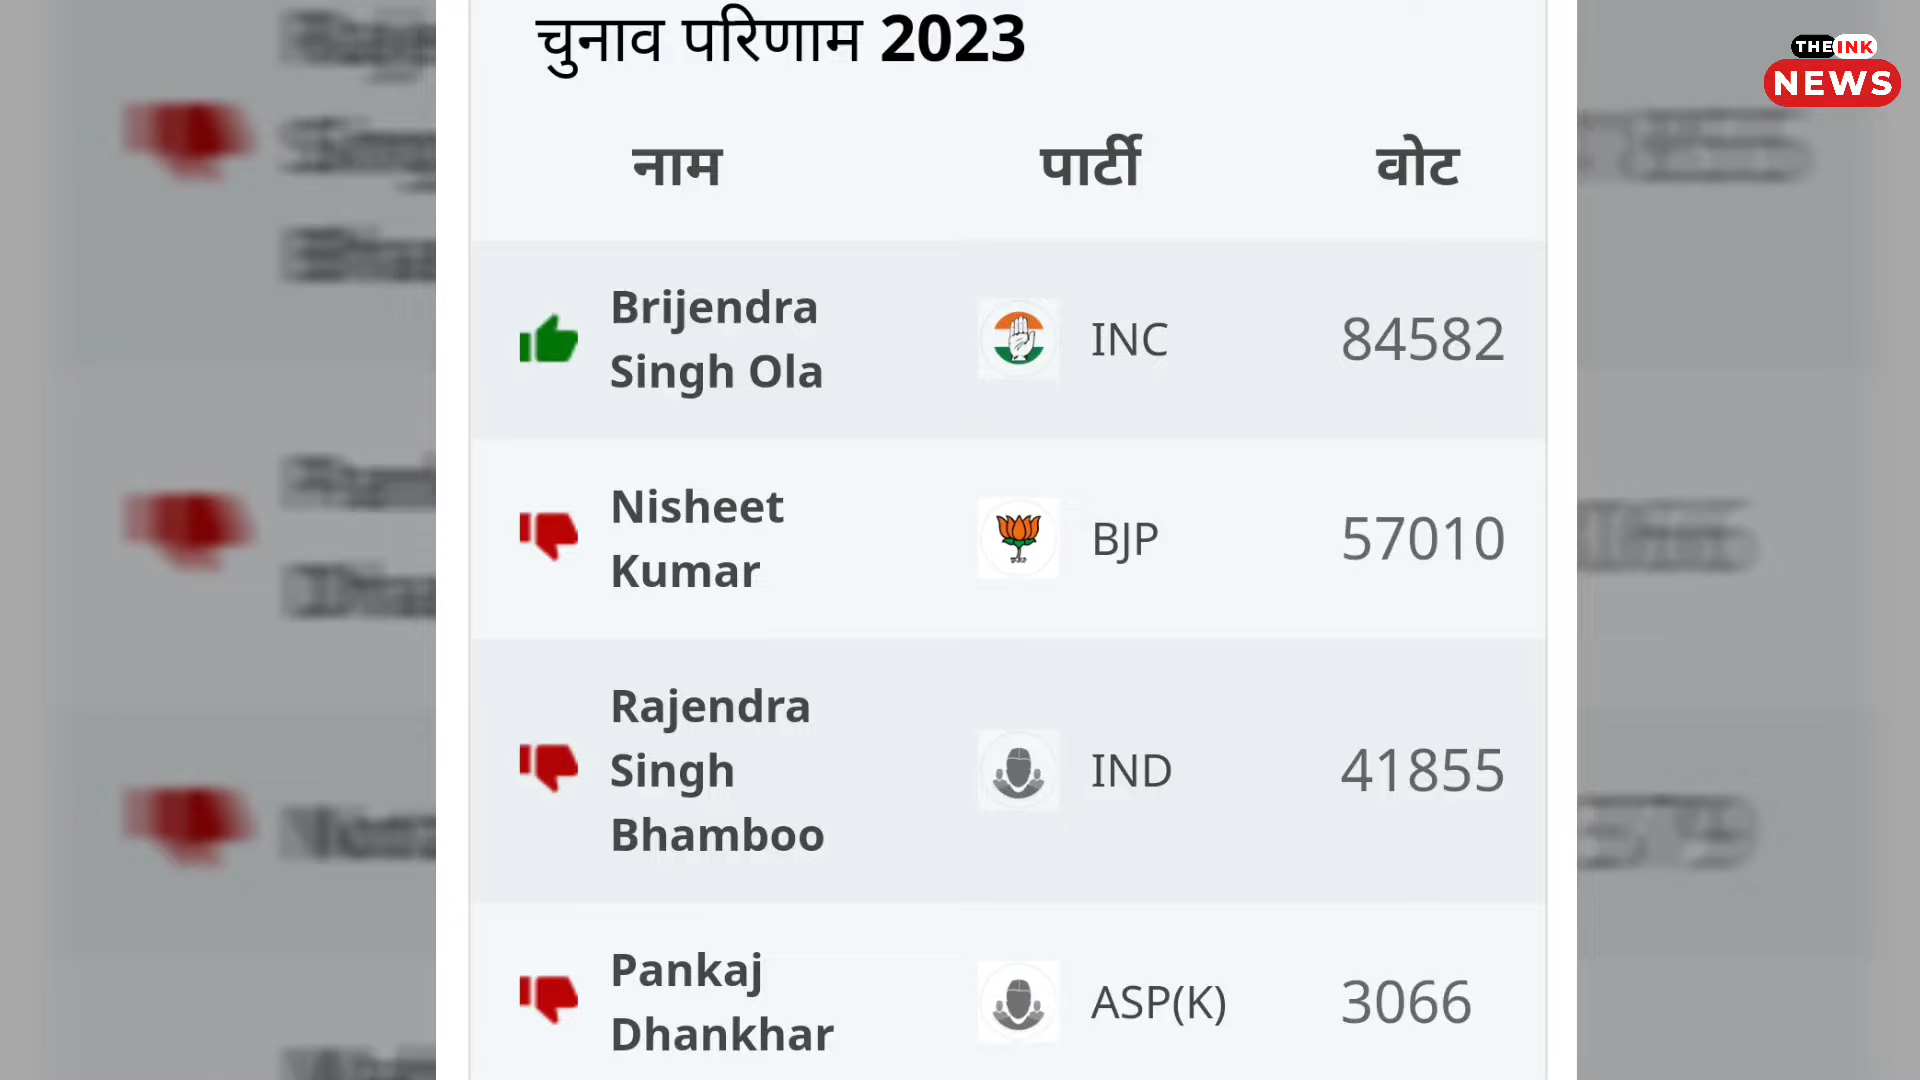 चुनाव परिणाम 2023
THE INK
NEWS
नाम पार्टी वोट
Brijendra
Singh Ola
INC 84582
Nisheet
Kumar
BJP 57010
Rajendra
Singh
Bhamboo
IND 41855
Pankaj
Dhankhar
ASP(K) 3066